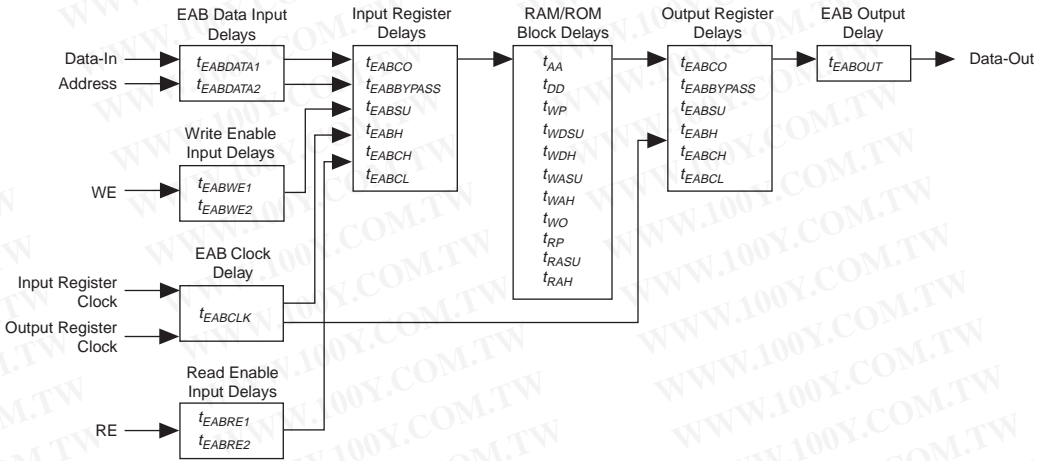 EAB Data Input
Delays
Input Register
Delays
RAM/ROM
Block Delays
Output Register
Delays
EAB Output
Delay
Data-In
Address
tEABDATA1
tEABDATA2
tEABCO
tEABBYPASS
tEABSU
tEABH
tEABCH
tEABCL
tAA
tDD
tWP
tWDSU
tWDH
tWASU
tWAH
tWO
tRP
tRASU
tRAH
tEABCO
tEABBYPASS
tEABSU
tEABH
tEABCH
tEABCL
tEABOUT
Data-Out
Write Enable
Input Delays
WE
tEABWE1
tEABWE2
EAB Clock
Delay
Input Register
Clock
Output Register
Clock
tEABCLK
Read Enable
Input Delays
RE
tEABRE1
tEABRE2
WWW.100Y.COM.TW